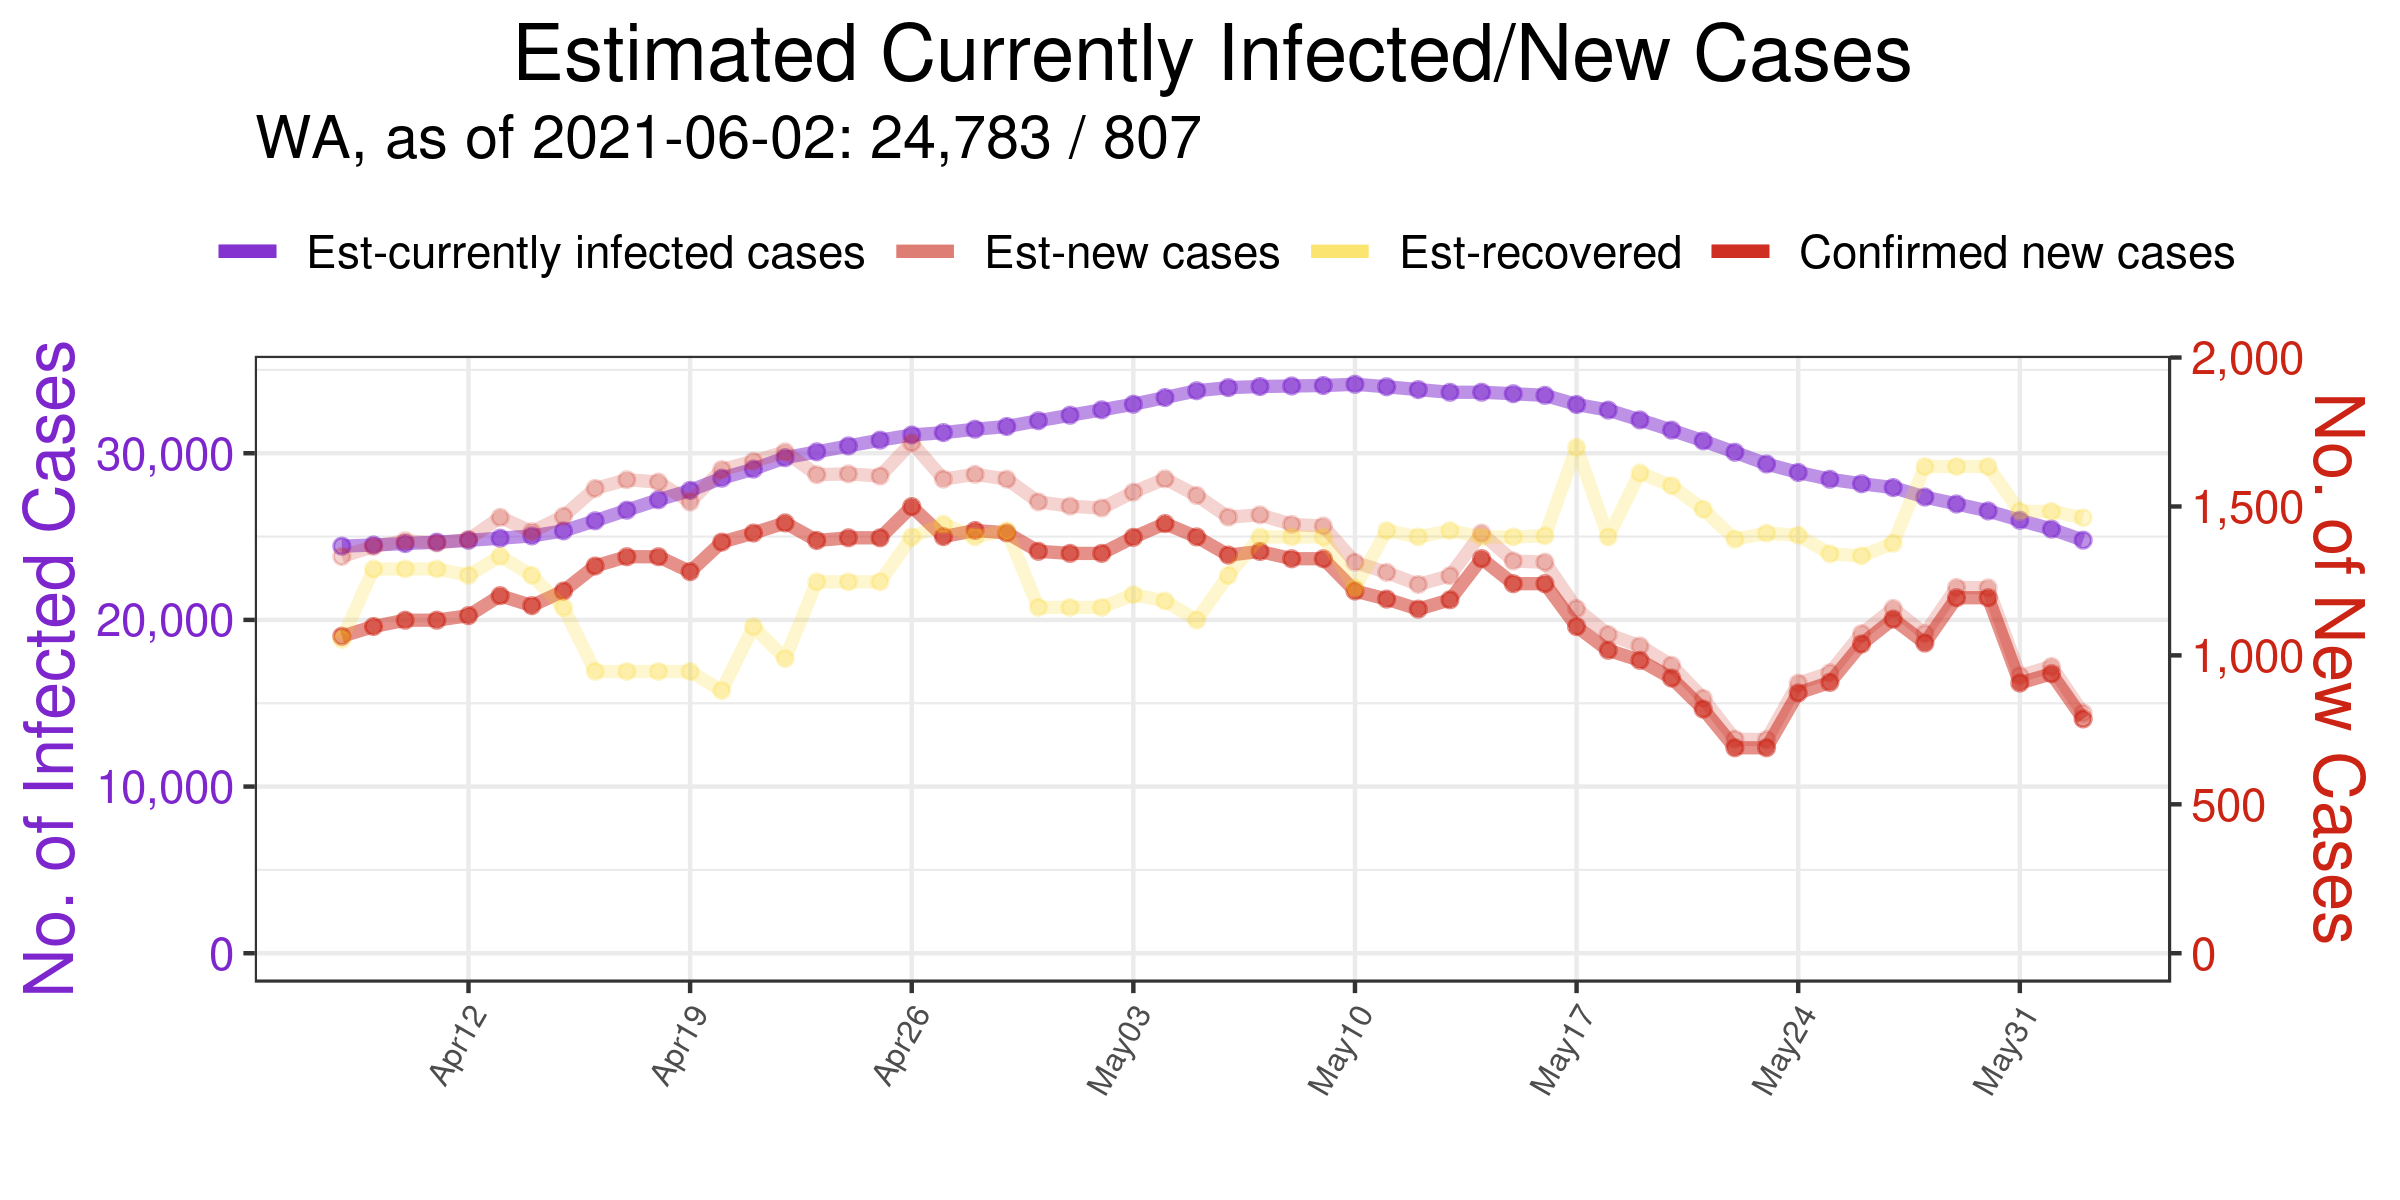 Estimated Currently Infected/New Cases
WA, as of 2021-06-02: 24,783 / 807
Est-currently infected cases Est-new cases Est-recovered Confirmed new cases
No. of Infected Cases
30,000
20,000
10,000
0
2,000
1,500
1,000
500
0
No. of New Cases
Apr12 Apr19 Apr26 May03 May10 May17 May24 May31